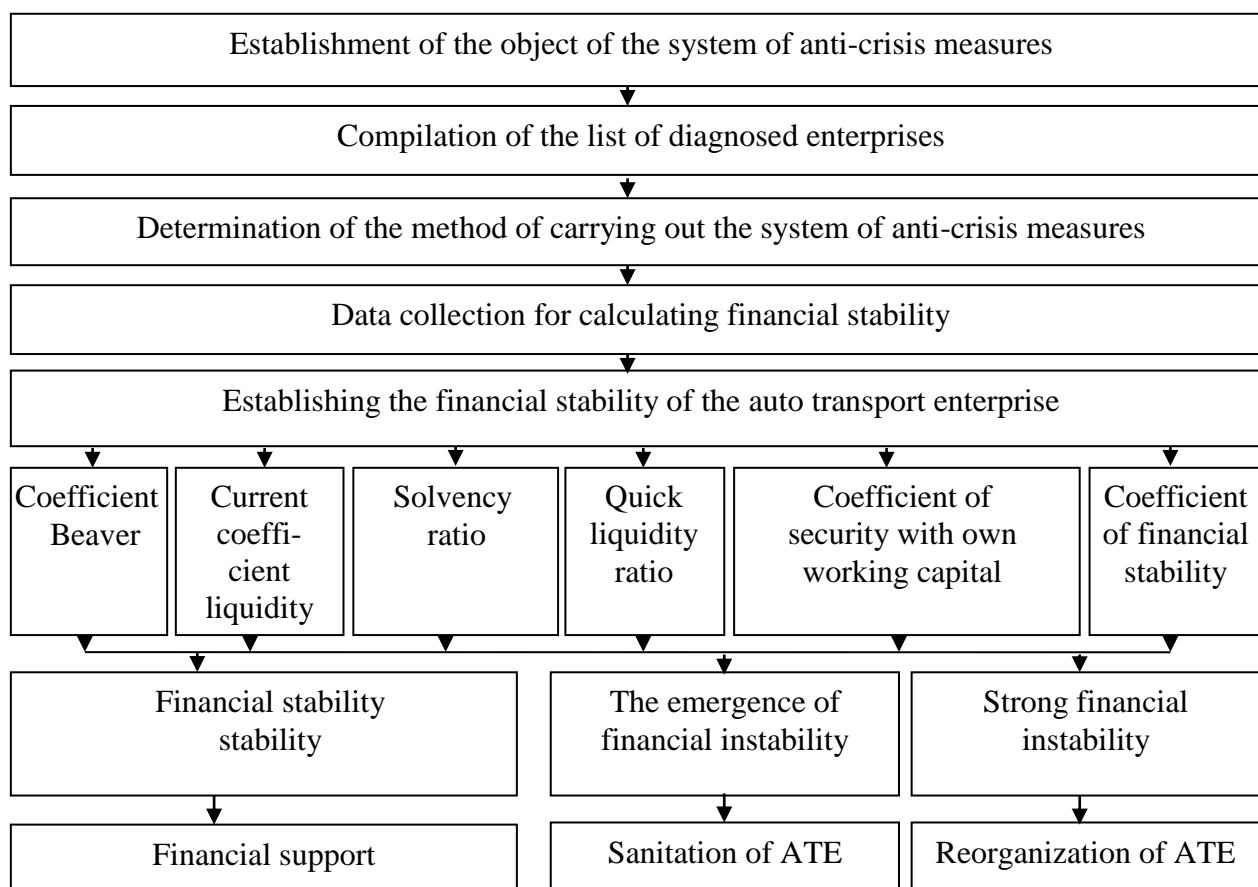 Establishment of the object of the system of anti-crisis measures
Compilation of the list of diagnosed enterprises
Determination of the method of carrying out the system of anti-crisis measures
Data collection for calculating financial stability
Establishing the financial stability of the auto transport enterprise
Coefficient
Beaver
Current
coeffi-
cient
liquidity
Solvency
ratio
Quick
liquidity
ratio
Coefficient of
security with own
working capital
Coefficient
of financial
stability
Financial stability
stability
The emergence of
financial instability
Strong financial
instability
Financial support
Sanitation of ATE
Reorganization of ATE